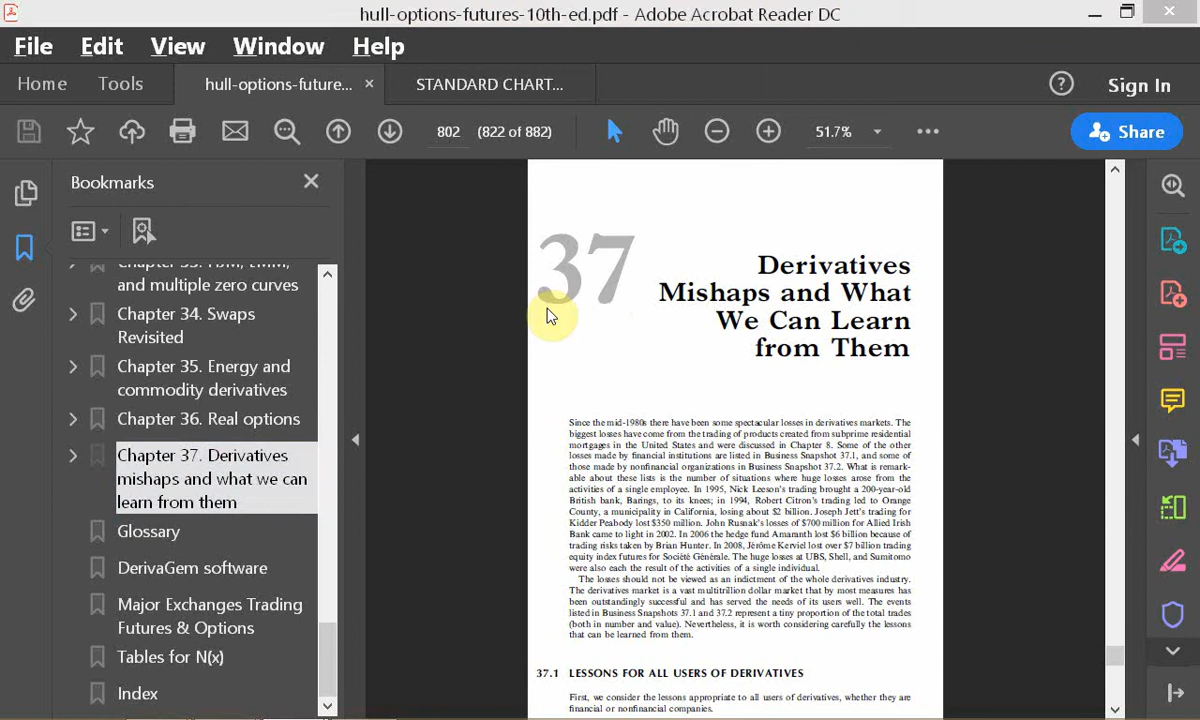 hull-options-futures-10th-ed.pdf - Adobe Acrobat Reader DC
File Edit View Window Help
Home Tools hull-options-future... × STANDARD CHART... Sign In
802 (822 of 882) 51.7% Share
Bookmarks
and multiple zero curves
Chapter 34. Swaps
Revisited
Chapter 35. Energy and
commodity derivatives
Chapter 36. Real options
Chapter 37. Derivatives
mishaps and what we can
learn from them
Glossary
DerivaGem software
Major Exchanges Trading
Futures & Options
Tables for N(x)
Index
37
Derivatives
Mishaps and What
We Can Learn
from Them
Since the mid-1980s there have been some spectacular losses in derivatives markets. The
biggest losses have come from the trading of products created from subprime residential
mortgages in the United States and were discussed in Chapter 8. Some of the other
losses made by financial institutions are listed in Business Snapshot 37.1, and some of
those made by nonfinancial organizations in Business Snapshot 37.2. What is remark-
able about these lists is the number of situations where huge losses arose from the
activities of a single employee. In 1995, Nick Leeson's trading brought a 200-year-old
British bank, Barings, to its knees; in 1994, Robert Citron's trading led to Orange
County, a municipality in California, losing about $2 billion. Joseph Jett's trading for
Kidder Peabody lost $350 million. John Rusnak's losses of $700 million for Allied Irish
Bank came to light in 2002. In 2006 the hedge fund Amaranth lost $6 billion because of
trading risks taken by Brian Hunter. In 2008, Jérôme Kerviel lost over $7 billion trading
equity index futures for Société Générale. The huge losses at UBS, Shell, and Sumitomo
were also each the result of the activities of a single individual.
The losses should not be viewed as an indictment of the whole derivatives industry.
The derivatives market is a vast multitrillion dollar market that by most measures has
been outstandingly successful and has served the needs of its users well. The events
listed in Business Snapshots 37.1 and 37.2 represent a tiny proportion of the total trades
(both in number and value). Nevertheless, it is worth considering carefully the lessons
that can be learned from them.
37.1 LESSONS FOR ALL USERS OF DERIVATIVES
First, we consider the lessons appropriate to all users of derivatives, whether they are
financial or nonfinancial companies.